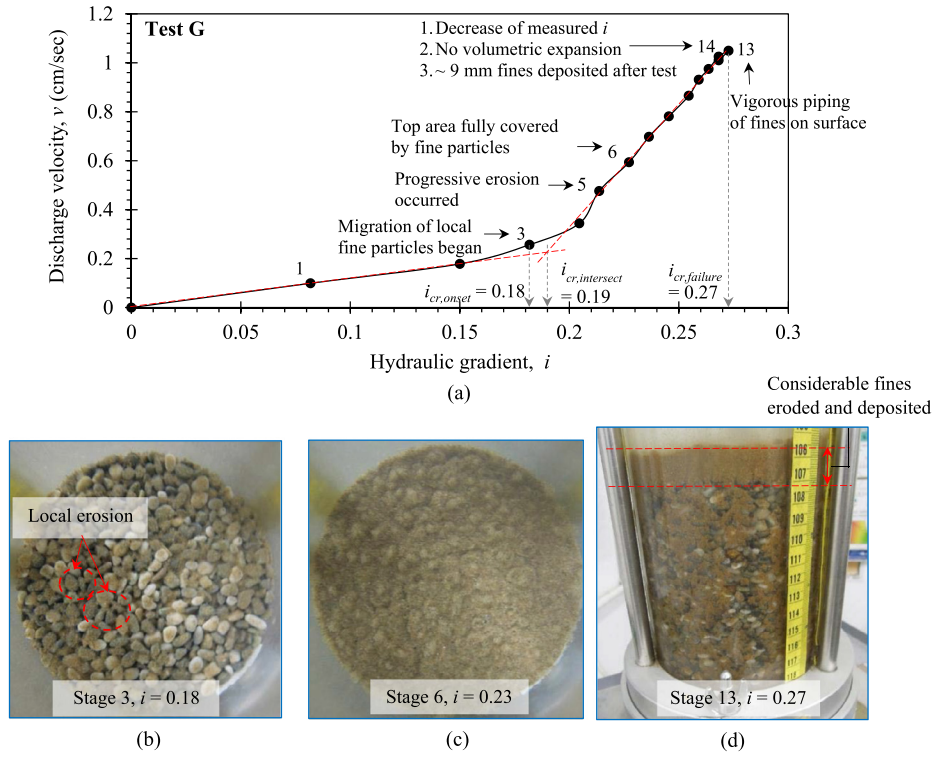 Test G
1. Decrease of measured i
2. No volumetric expansion
3. ~ 9 mm fines deposited after test
14
13
Vigorous piping
of fines on surface
Top area fully covered
by fine particles
6
Progressive erosion
occurred
5
Migration of local
fine particles began
3
1
i_cr,onset = 0.18
i_cr,intersect
= 0.19
i_cr,failure
= 0.27
Discharge velocity, v (cm/sec)
1.2
1
0.8
0.6
0.4
0.2
0
0
0.05
0.1
0.15
0.2
0.25
0.3
Hydraulic gradient, i
(a)
Considerable fines
eroded and deposited
Local erosion
Stage 3, i = 0.18
(b)
Stage 6, i = 0.23
(c)
106
107
108
109
110
111
112
113
114
115
116
117
118
Stage 13, i = 0.27
(d)